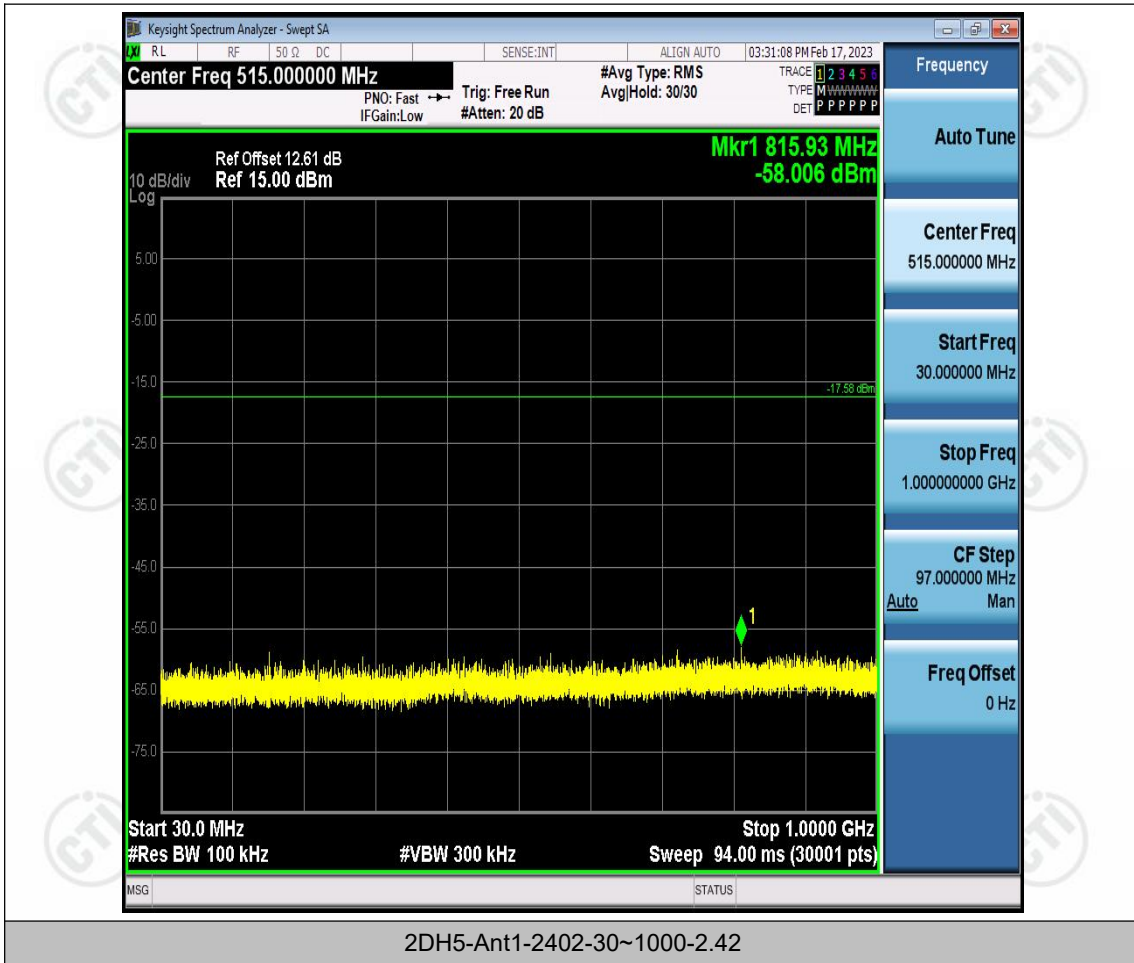 Keysight Spectrum Analyzer - Swept SA
LXI RL RF 50 Ω DC SENSE:INT ALIGN AUTO 03:31:08 PM Feb 17, 2023
Center Freq 515.000000 MHz
PNO: Fast
IFGain:Low
Trig: Free Run
#Atten: 20 dB
#Avg Type: RMS
Avg|Hold: 30/30
TRACE 1 2 3 4 5 6
TYPE M WWWWW
DET P P P P P P
Mkr1 815.93 MHz
-58.006 dBm
Ref Offset 12.61 dB
10 dB/div Ref 15.00 dBm
Log
5.00
-5.00
-15.0
-17.58 dBm
-25.0
-35.0
-45.0
-55.0
1
-65.0
-75.0
Start 30.0 MHz Stop 1.0000 GHz
#Res BW 100 kHz #VBW 300 kHz Sweep 94.00 ms (30001 pts)
MSG STATUS
Frequency
Auto Tune
Center Freq
515.000000 MHz
Start Freq
30.000000 MHz
Stop Freq
1.000000000 GHz
CF Step
97.000000 MHz
Auto Man
Freq Offset
0 Hz
CTI
CTI
CTI
CTI
CTI
CTI
2DH5-Ant1-2402-30~1000-2.42